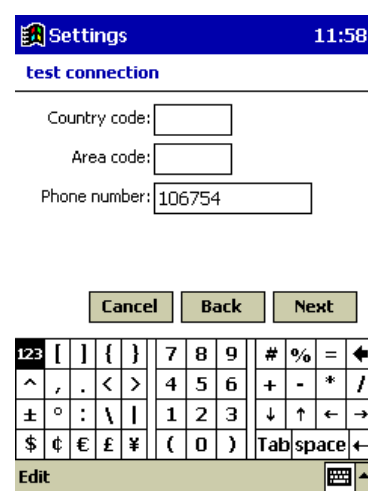 Settings 11:58
test connection
Country code:
Area code:
Phone number: 106754
Cancel Back Next
123 [ ] { } 7 8 9 # % = ←
^ , . < > 4 5 6 + - * /
± ° : \ | 1 2 3 ↓ ↑ ← →
$ ¢ € £ ¥ ( 0 ) Tab space ←
Edit